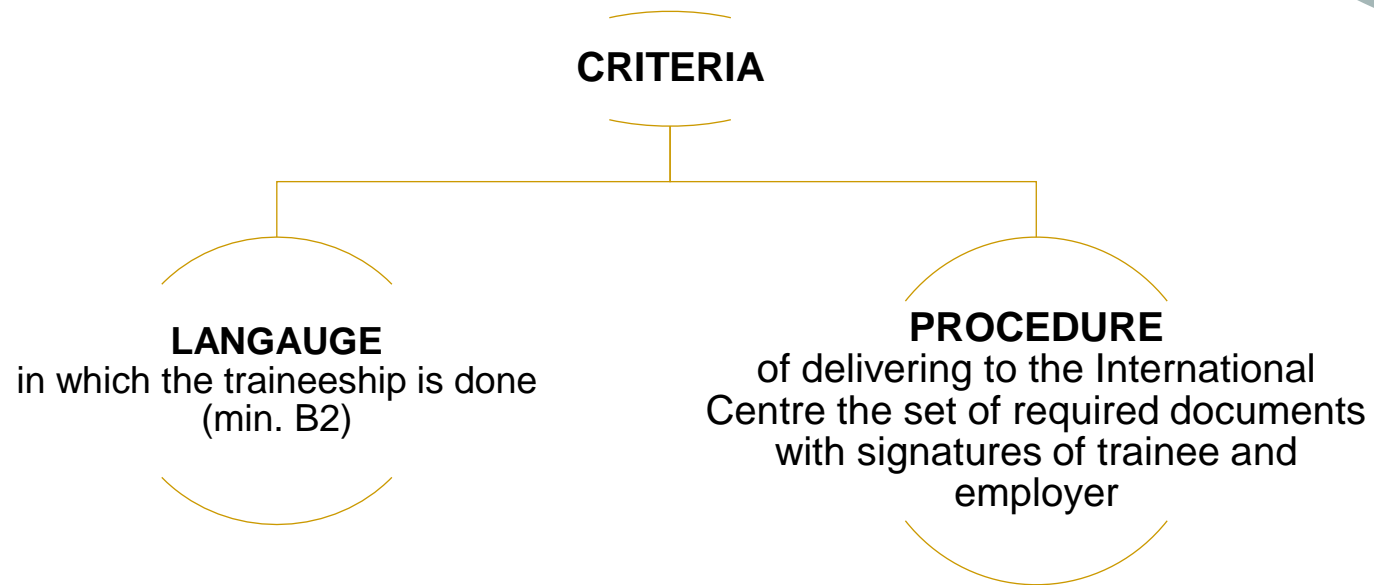 CRITERIA
LANGAUGE
in which the traineeship is done
(min. B2)
PROCEDURE
of delivering to the International
Centre the set of required documents
with signatures of trainee and
employer